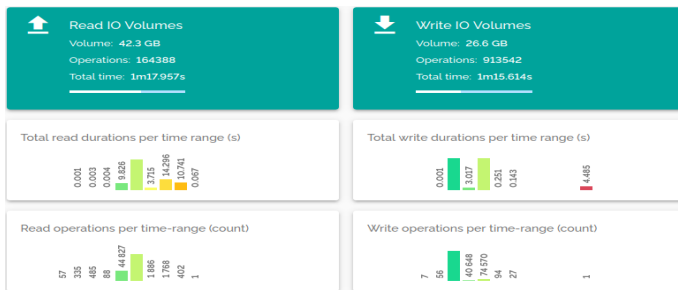 Read IO Volumes
Volume: 42.3 GB
Operations: 164388
Total time: 1m17.957s
Write IO Volumes
Volume: 26.6 GB
Operations: 913542
Total time: 1m15.614s
Total read durations per time range (s)
0.001
0.003
0.004
9.826
3.715
14.296
10.741
0.067
Total write durations per time range (s)
0.001
3.017
0.251
0.143
4.485
Read operations per time-range (count)
57
335
485
88
44 827
1 886
1 768
402
1
Write operations per time-range (count)
7
56
40 648
74 570
94
27
1